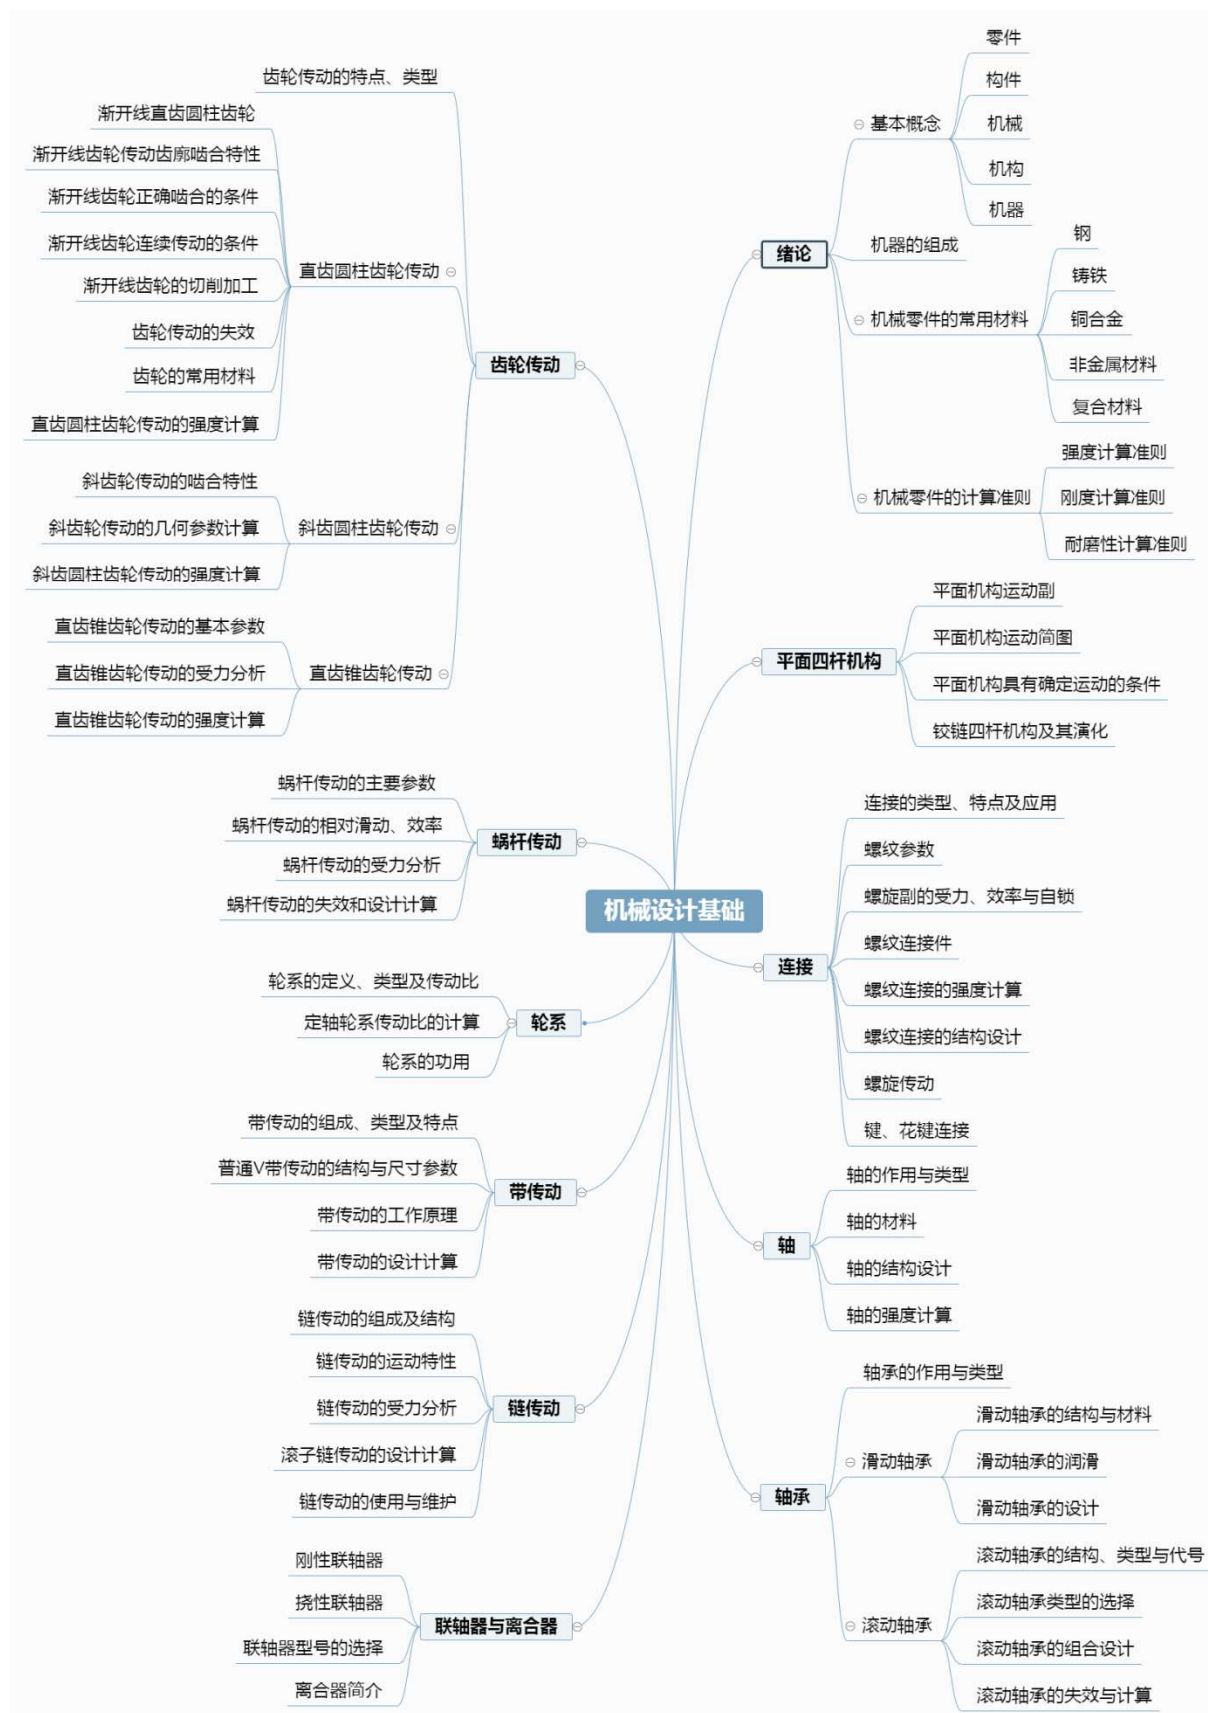 机械设计基础
绪论
基本概念
零件
构件
机械
机构
机器
机器的组成
机械零件的常用材料
钢
铸铁
铜合金
非金属材料
复合材料
机械零件的计算准则
强度计算准则
刚度计算准则
耐磨性计算准则
平面四杆机构
平面机构运动副
平面机构运动简图
平面机构具有确定运动的条件
铰链四杆机构及其演化
连接
连接的类型、特点及应用
螺纹参数
螺旋副的受力、效率与自锁
螺纹连接件
螺纹连接的强度计算
螺纹连接的结构设计
螺旋传动
键、花键连接
轴
轴的作用与类型
轴的材料
轴的结构设计
轴的强度计算
轴承
轴承的作用与类型
滑动轴承
滑动轴承的结构与材料
滑动轴承的润滑
滑动轴承的设计
滚动轴承
滚动轴承的结构、类型与代号
滚动轴承类型的选择
滚动轴承的组合设计
滚动轴承的失效与计算
齿轮传动
齿轮传动的特点、类型
直齿圆柱齿轮传动
渐开线直齿圆柱齿轮
渐开线齿轮传动齿廓啮合特性
渐开线齿轮正确啮合的条件
渐开线齿轮连续传动的条件
渐开线齿轮的切削加工
齿轮传动的失效
齿轮的常用材料
直齿圆柱齿轮传动的强度计算
斜齿圆柱齿轮传动
斜齿轮传动的啮合特性
斜齿轮传动的几何参数计算
斜齿圆柱齿轮传动的强度计算
直齿锥齿轮传动
直齿锥齿轮传动的基本参数
直齿锥齿轮传动的受力分析
直齿锥齿轮传动的强度计算
蜗杆传动
蜗杆传动的主要参数
蜗杆传动的相对滑动、效率
蜗杆传动的受力分析
蜗杆传动的失效和设计计算
轮系
轮系的定义、类型及传动比
定轴轮系传动比的计算
轮系的功用
带传动
带传动的组成、类型及特点
普通V带传动的结构与尺寸参数
带传动的工作原理
带传动的设计计算
链传动
链传动的组成及结构
链传动的运动特性
链传动的受力分析
滚子链传动的设计计算
链传动的使用与维护
联轴器与离合器
刚性联轴器
挠性联轴器
联轴器型号的选择
离合器简介